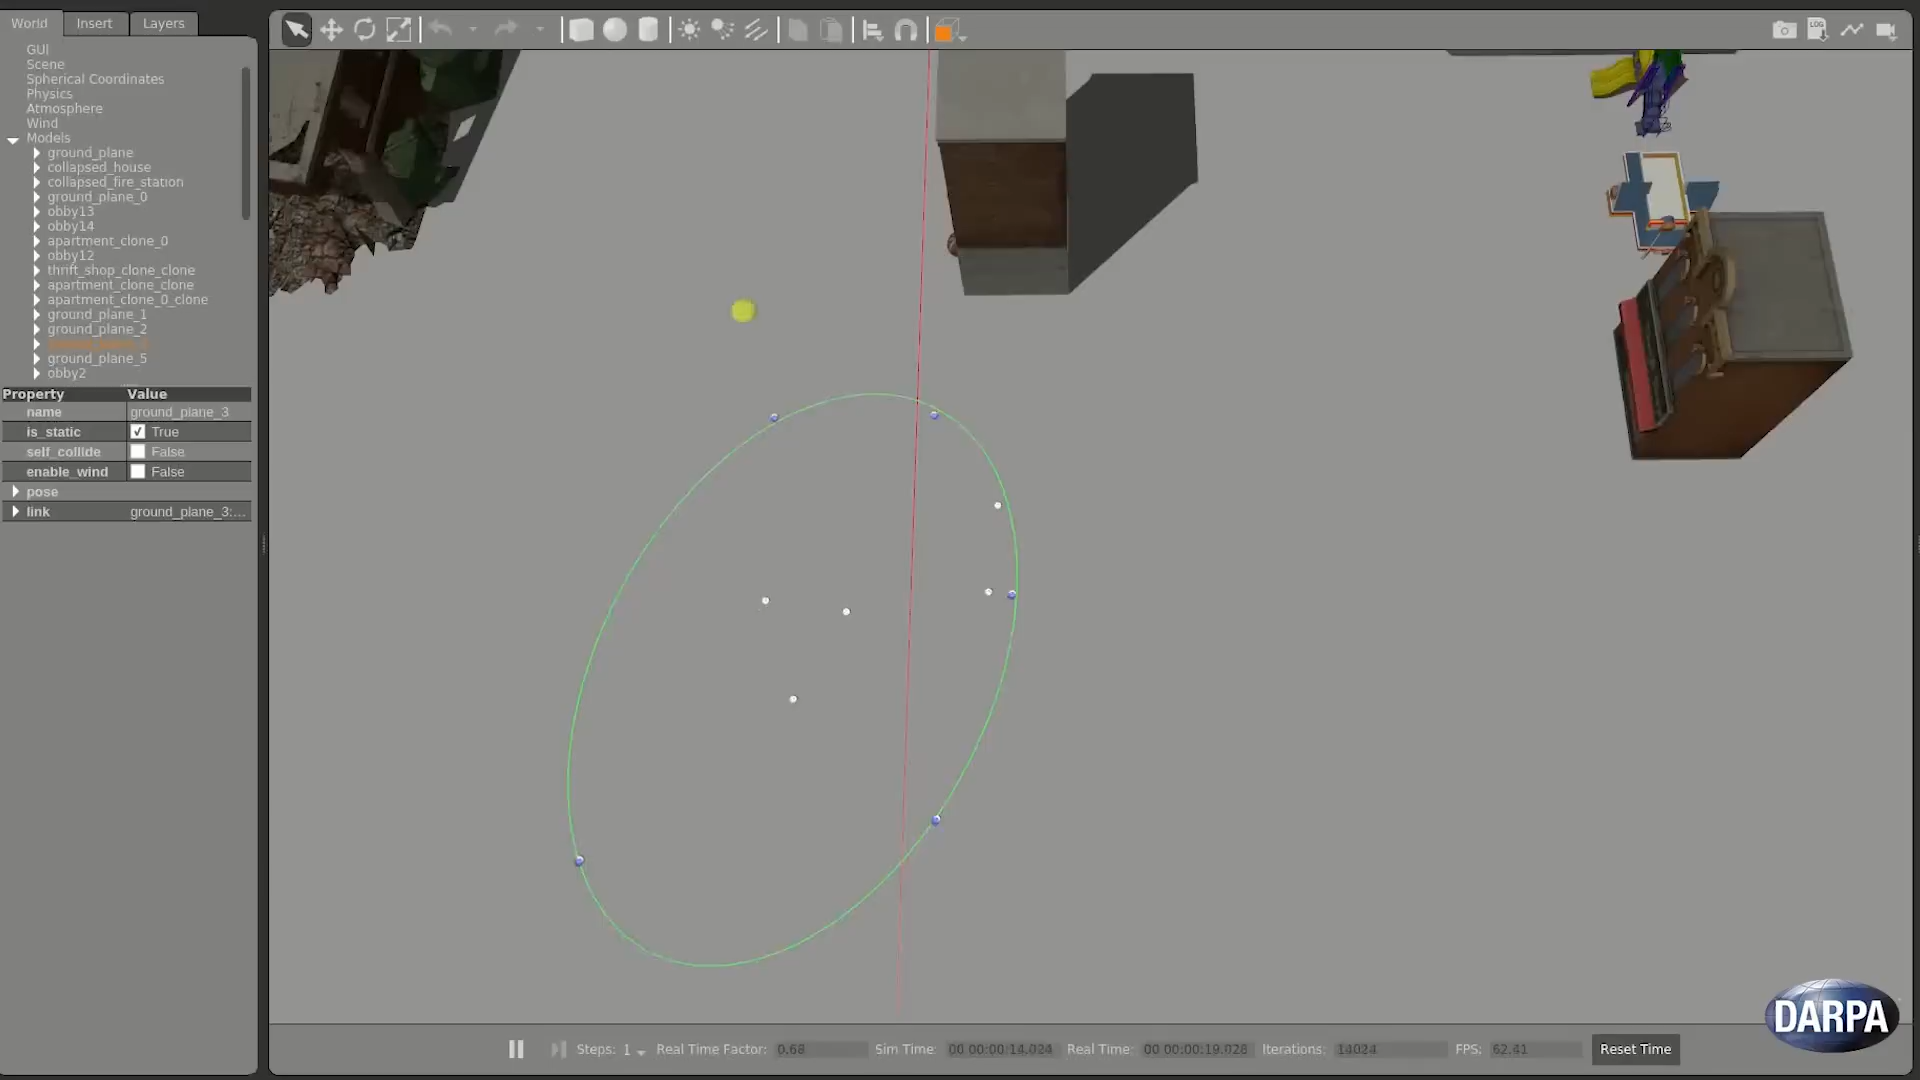 World Insert Layers
GUI
Scene
Spherical Coordinates
Physics
Atmosphere
Wind
Models
ground_plane
collapsed_house
collapsed_fire_station
ground_plane_0
obby13
obby14
apartment_clone_0
obby12
thrift_shop_clone_clone
apartment_clone_clone
apartment_clone_0_clone
ground_plane_1
ground_plane_2
ground_plane_3
ground_plane_5
obby2
Property Value
name ground_plane_3
is_static True
self_collide False
enable_wind False
pose
link ground_plane_3:...
LOG
DARPA
Steps: 1 Real Time Factor: 0.68 Sim Time: 00 00:00:14.024 Real Time: 00 00:00:19.028 Iterations: 14024 FPS: 62.41 Reset Time